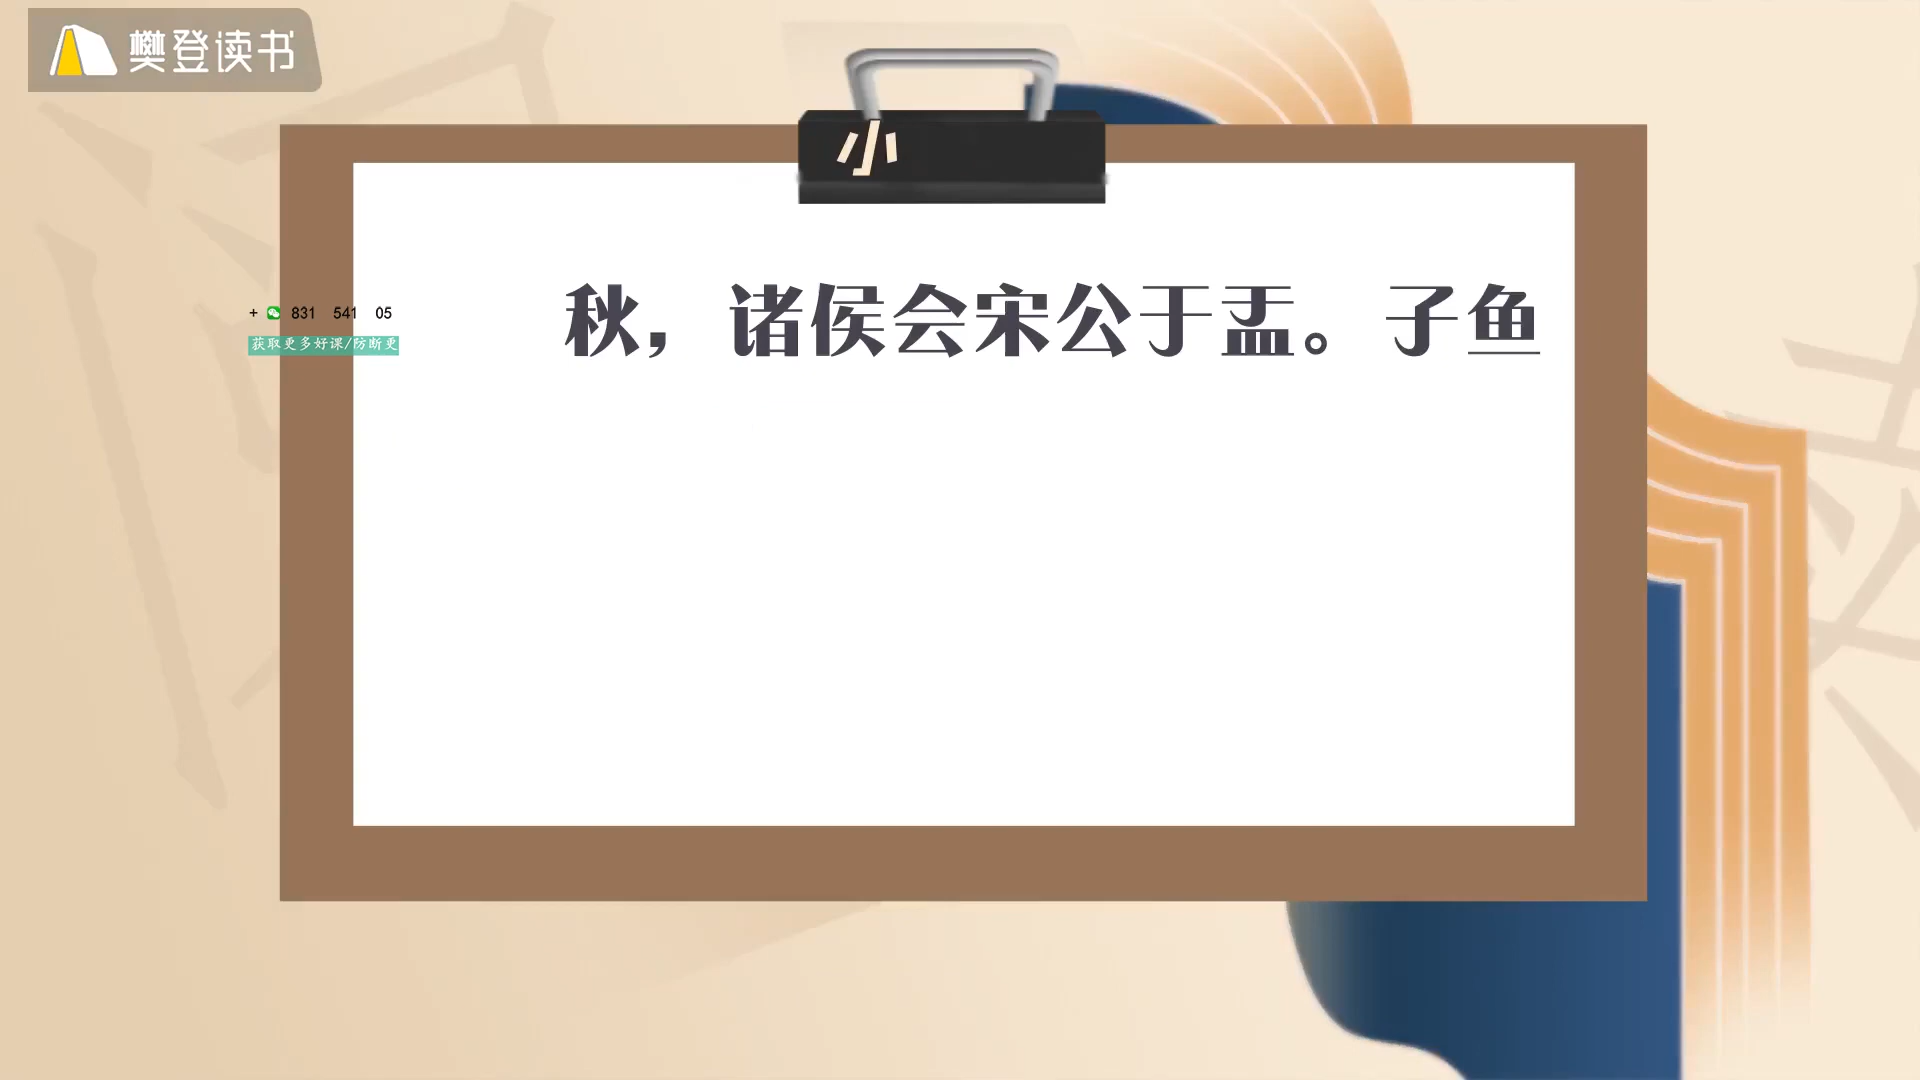 樊登读书
小
秋，诸侯会宋公于盂。子鱼
+ 831 541 05
获取更多好课/防断更